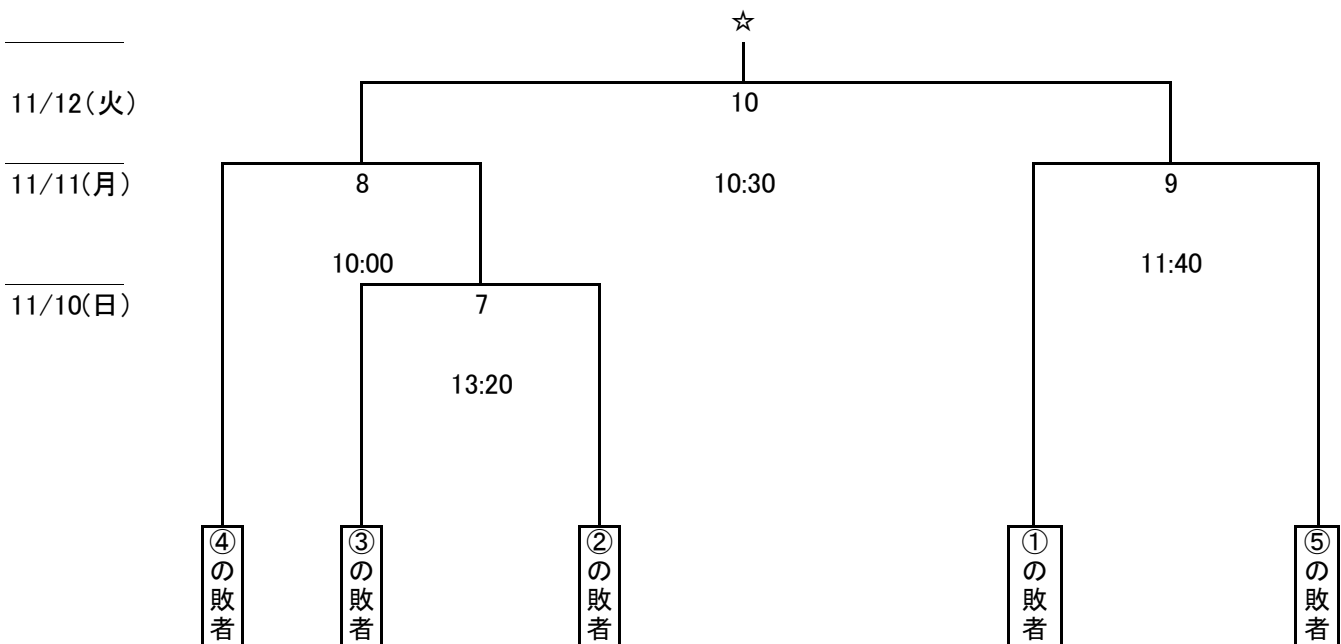 ☆
11/12(火)
10
11/11(月)
8
10:30
9
10:00
11:40
11/10(日)
7
13:20
④の敗者
③の敗者
②の敗者
①の敗者
⑤の敗者